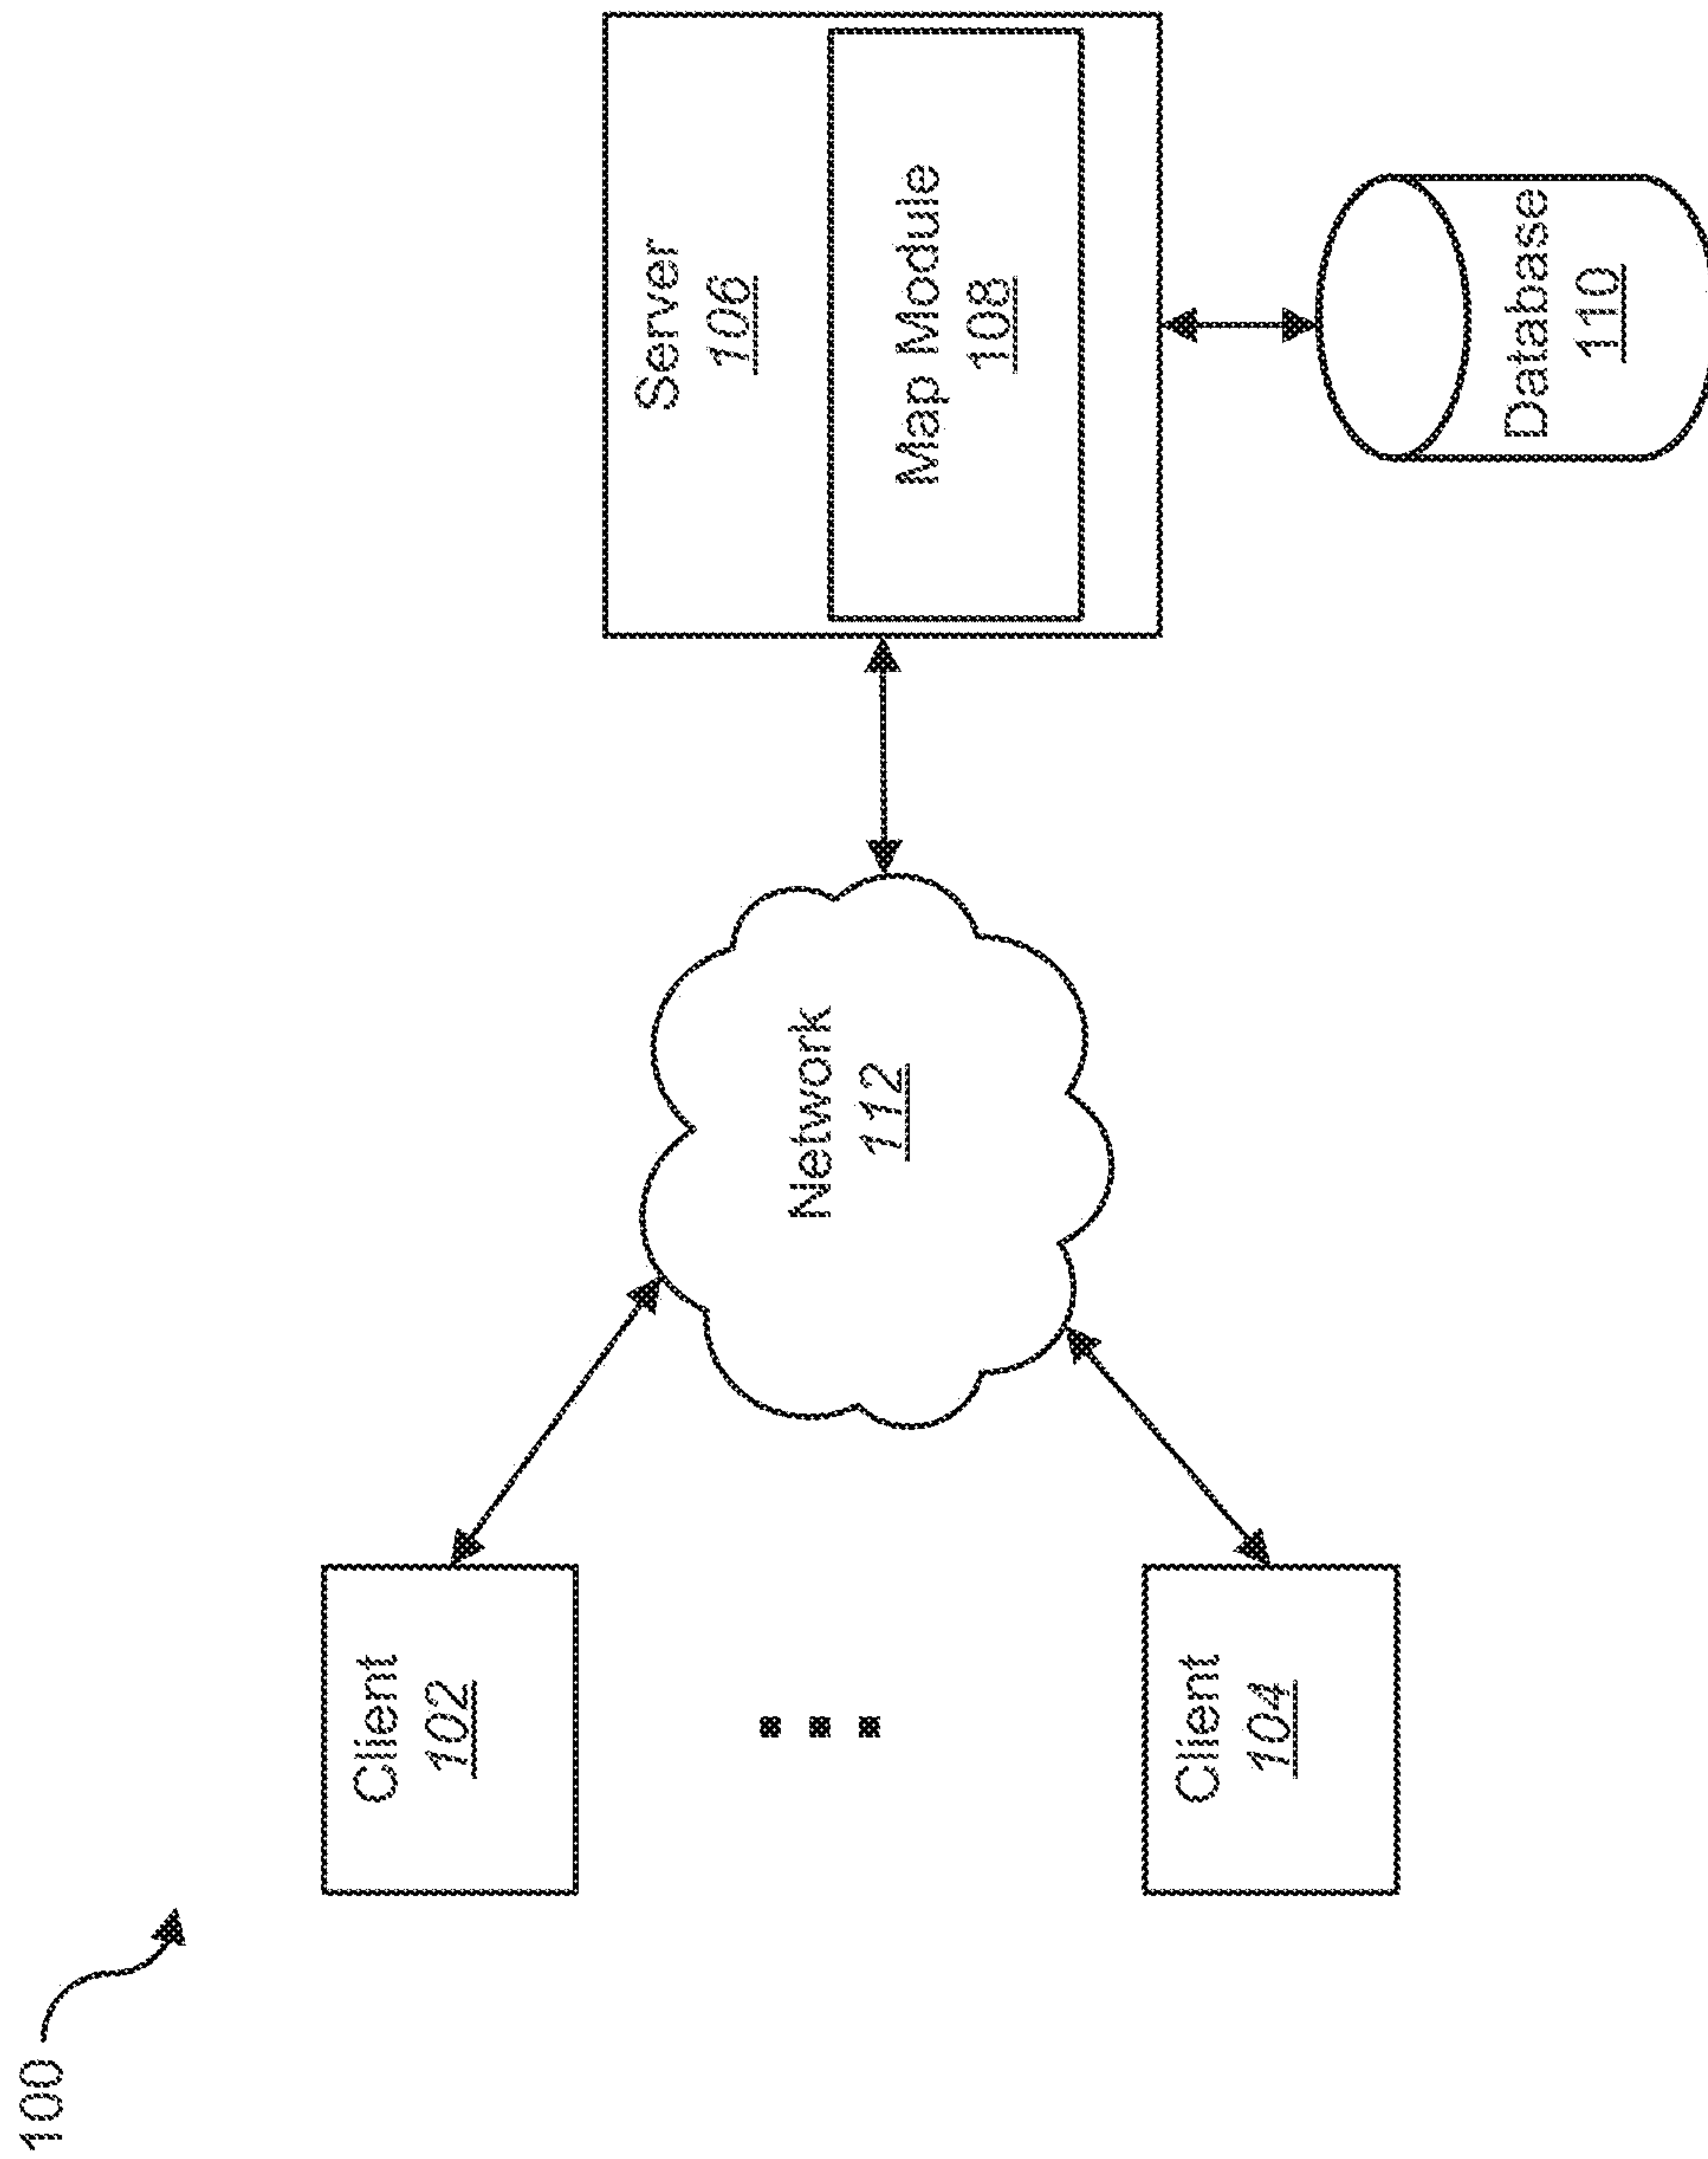 100
Client
102
Client
104
Network
112
Server
106
Map Module
108
Database
110